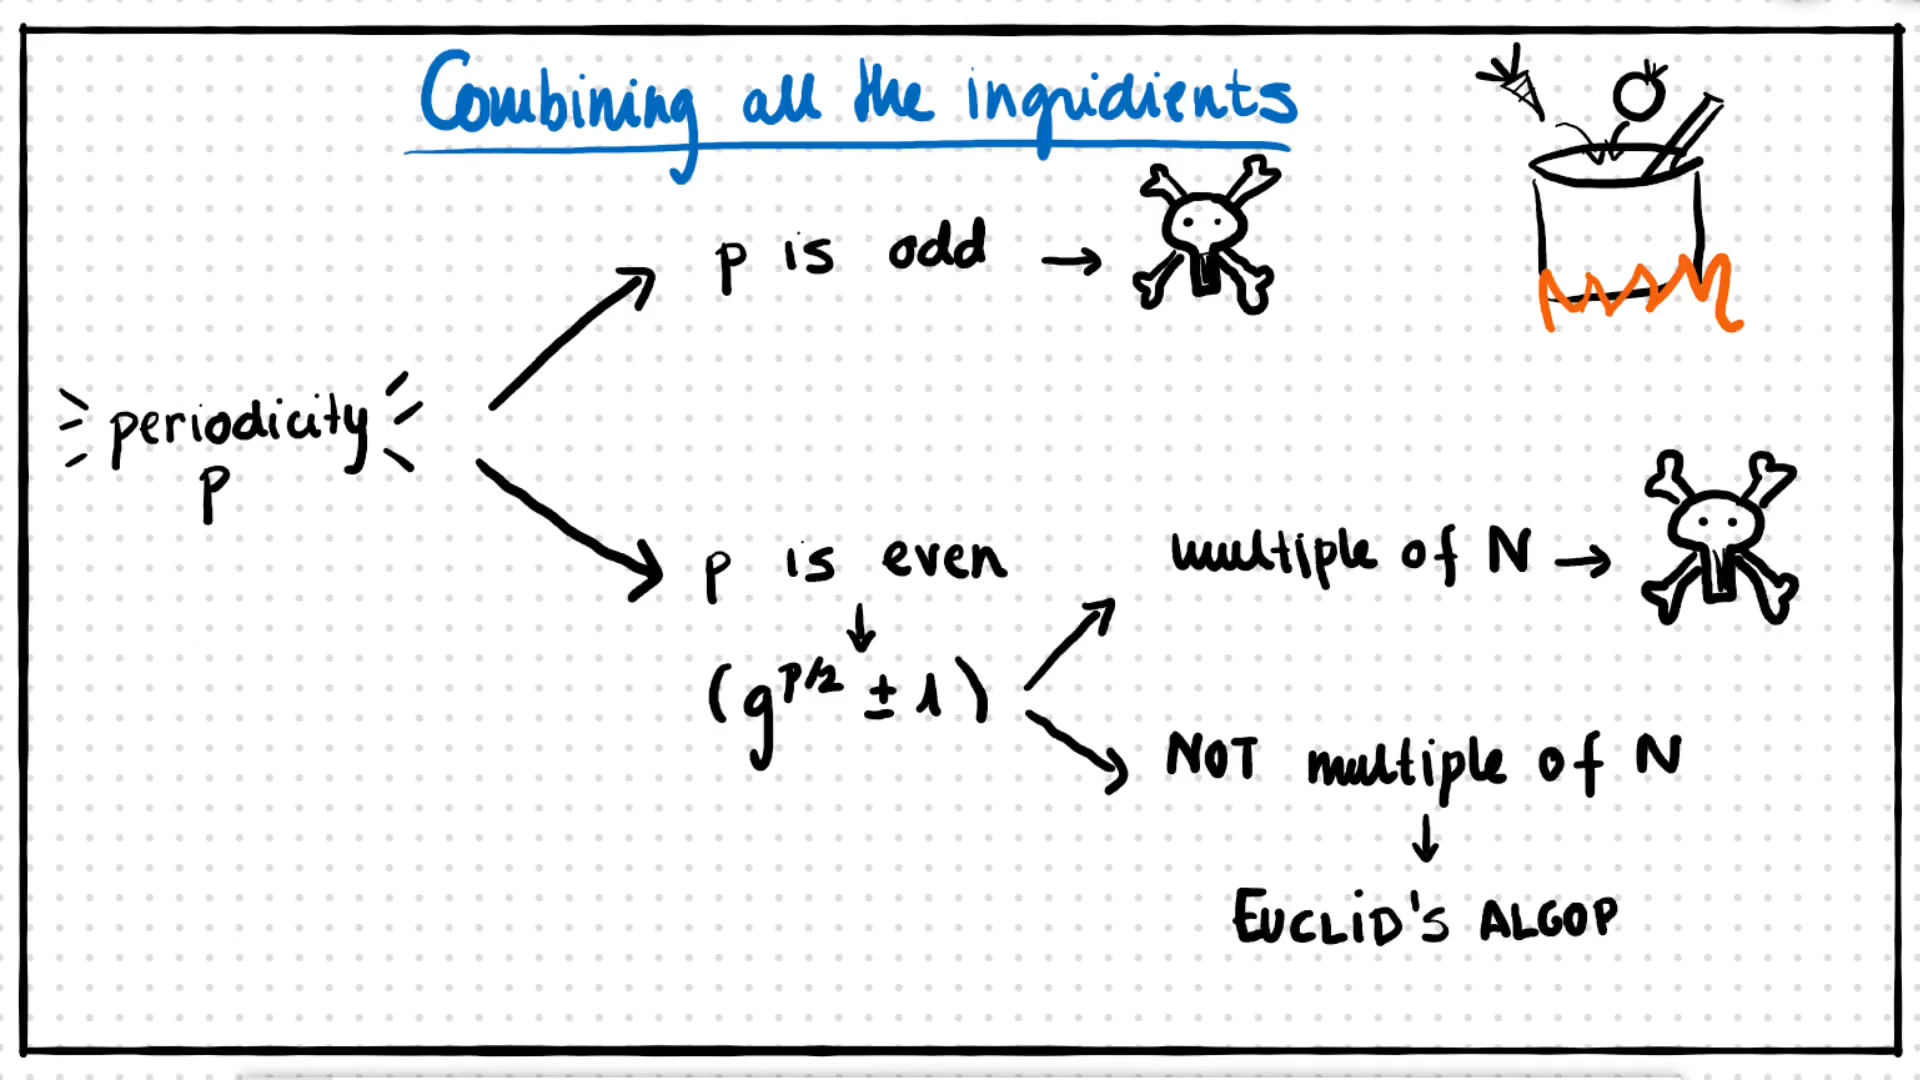 Combining all the ingridients
p is odd →
periodicity
p
p is even
multiple of N →
(g^{p/2} ± 1)
NOT multiple of N
EUCLiD'S ALGOP